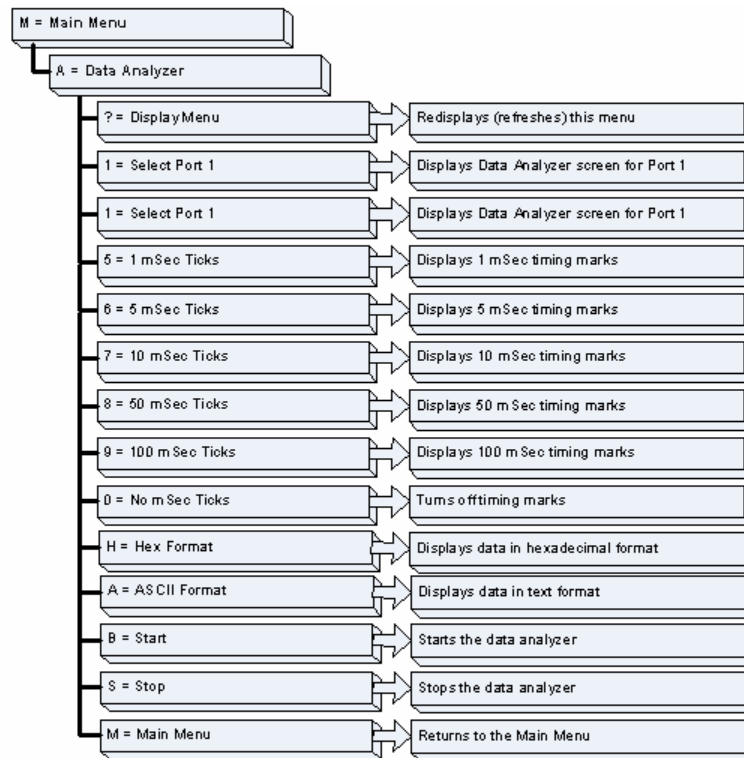 M = Main Menu
A = Data Analyzer
? = Display Menu
Redisplays (refreshes) this menu
1 = Select Port 1
Displays Data Analyzer screen for Port 1
1 = Select Port 1
Displays Data Analyzer screen for Port 1
5 = 1 mSec Ticks
Displays 1 mSec timing marks
6 = 5 mSec Ticks
Displays 5 mSec timing marks
7 = 10 mSec Ticks
Displays 10 mSec timing marks
8 = 50 mSec Ticks
Displays 50 mSec timing marks
9 = 100 mSec Ticks
Displays 100 mSec timing marks
0 = No mSec Ticks
Turns off timing marks
H = Hex Format
Displays data in hexadecimal format
A = ASCII Format
Displays data in text format
B = Start
Starts the data analyzer
S = Stop
Stops the data analyzer
M = Main Menu
Returns to the Main Menu